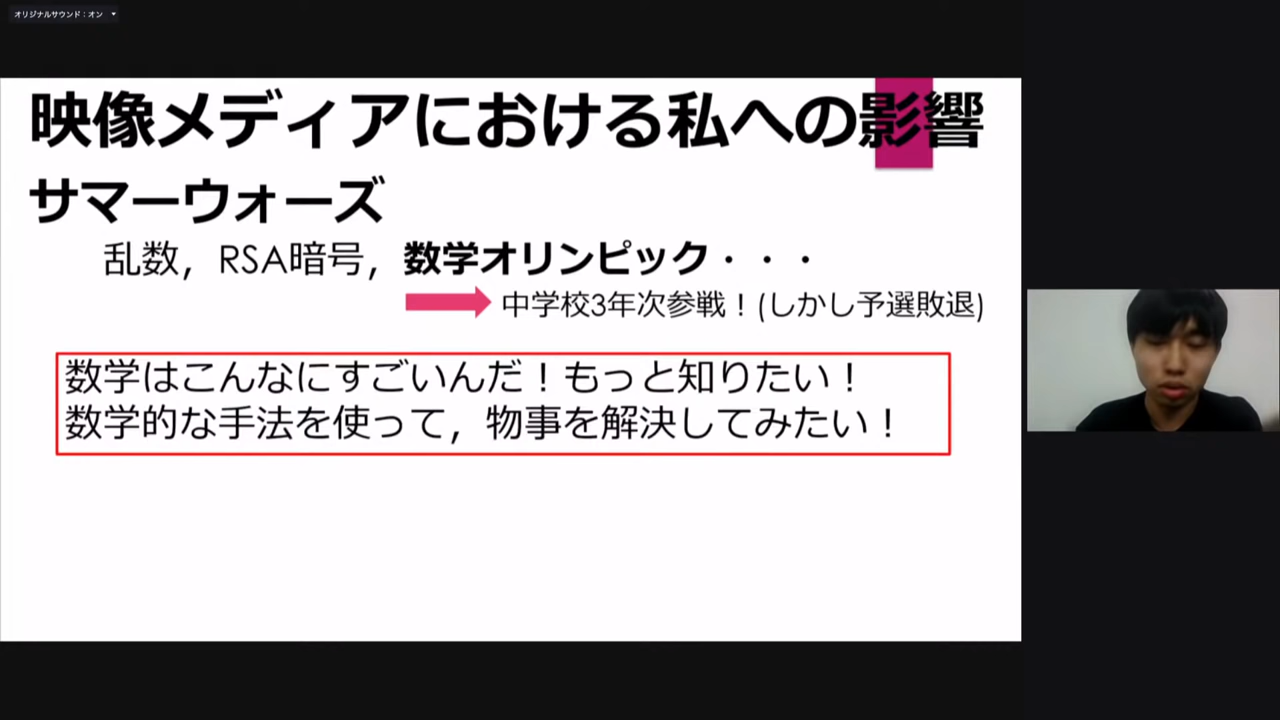 オリジナルサウンド：オン
映像メディアにおける私への影響
サマーウォーズ
乱数，RSA暗号，数学オリンピック・・・
中学校3年次参戦！(しかし予選敗退)
数学はこんなにすごいんだ！もっと知りたい！
数学的な手法を使って，物事を解決してみたい！